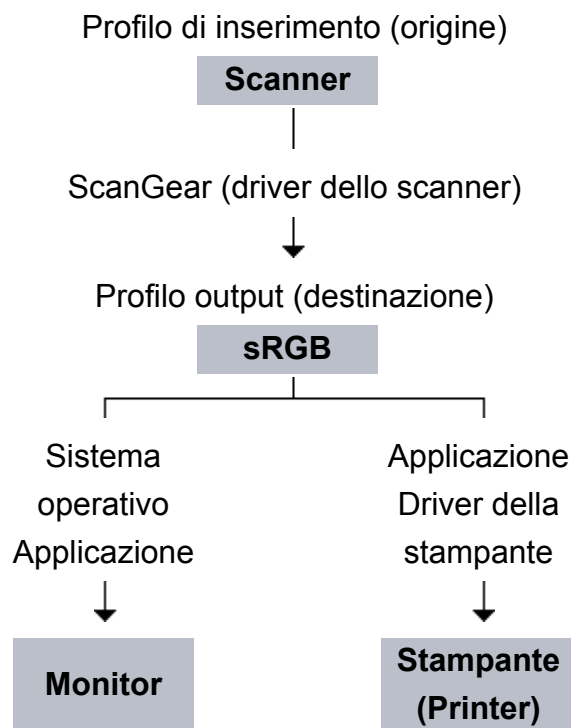 Profilo di inserimento (origine)
Scanner
ScanGear (driver dello scanner)
Profilo output (destinazione)
sRGB
Sistema
operativo
Applicazione
Applicazione
Driver della
stampante
Monitor
Stampante
(Printer)